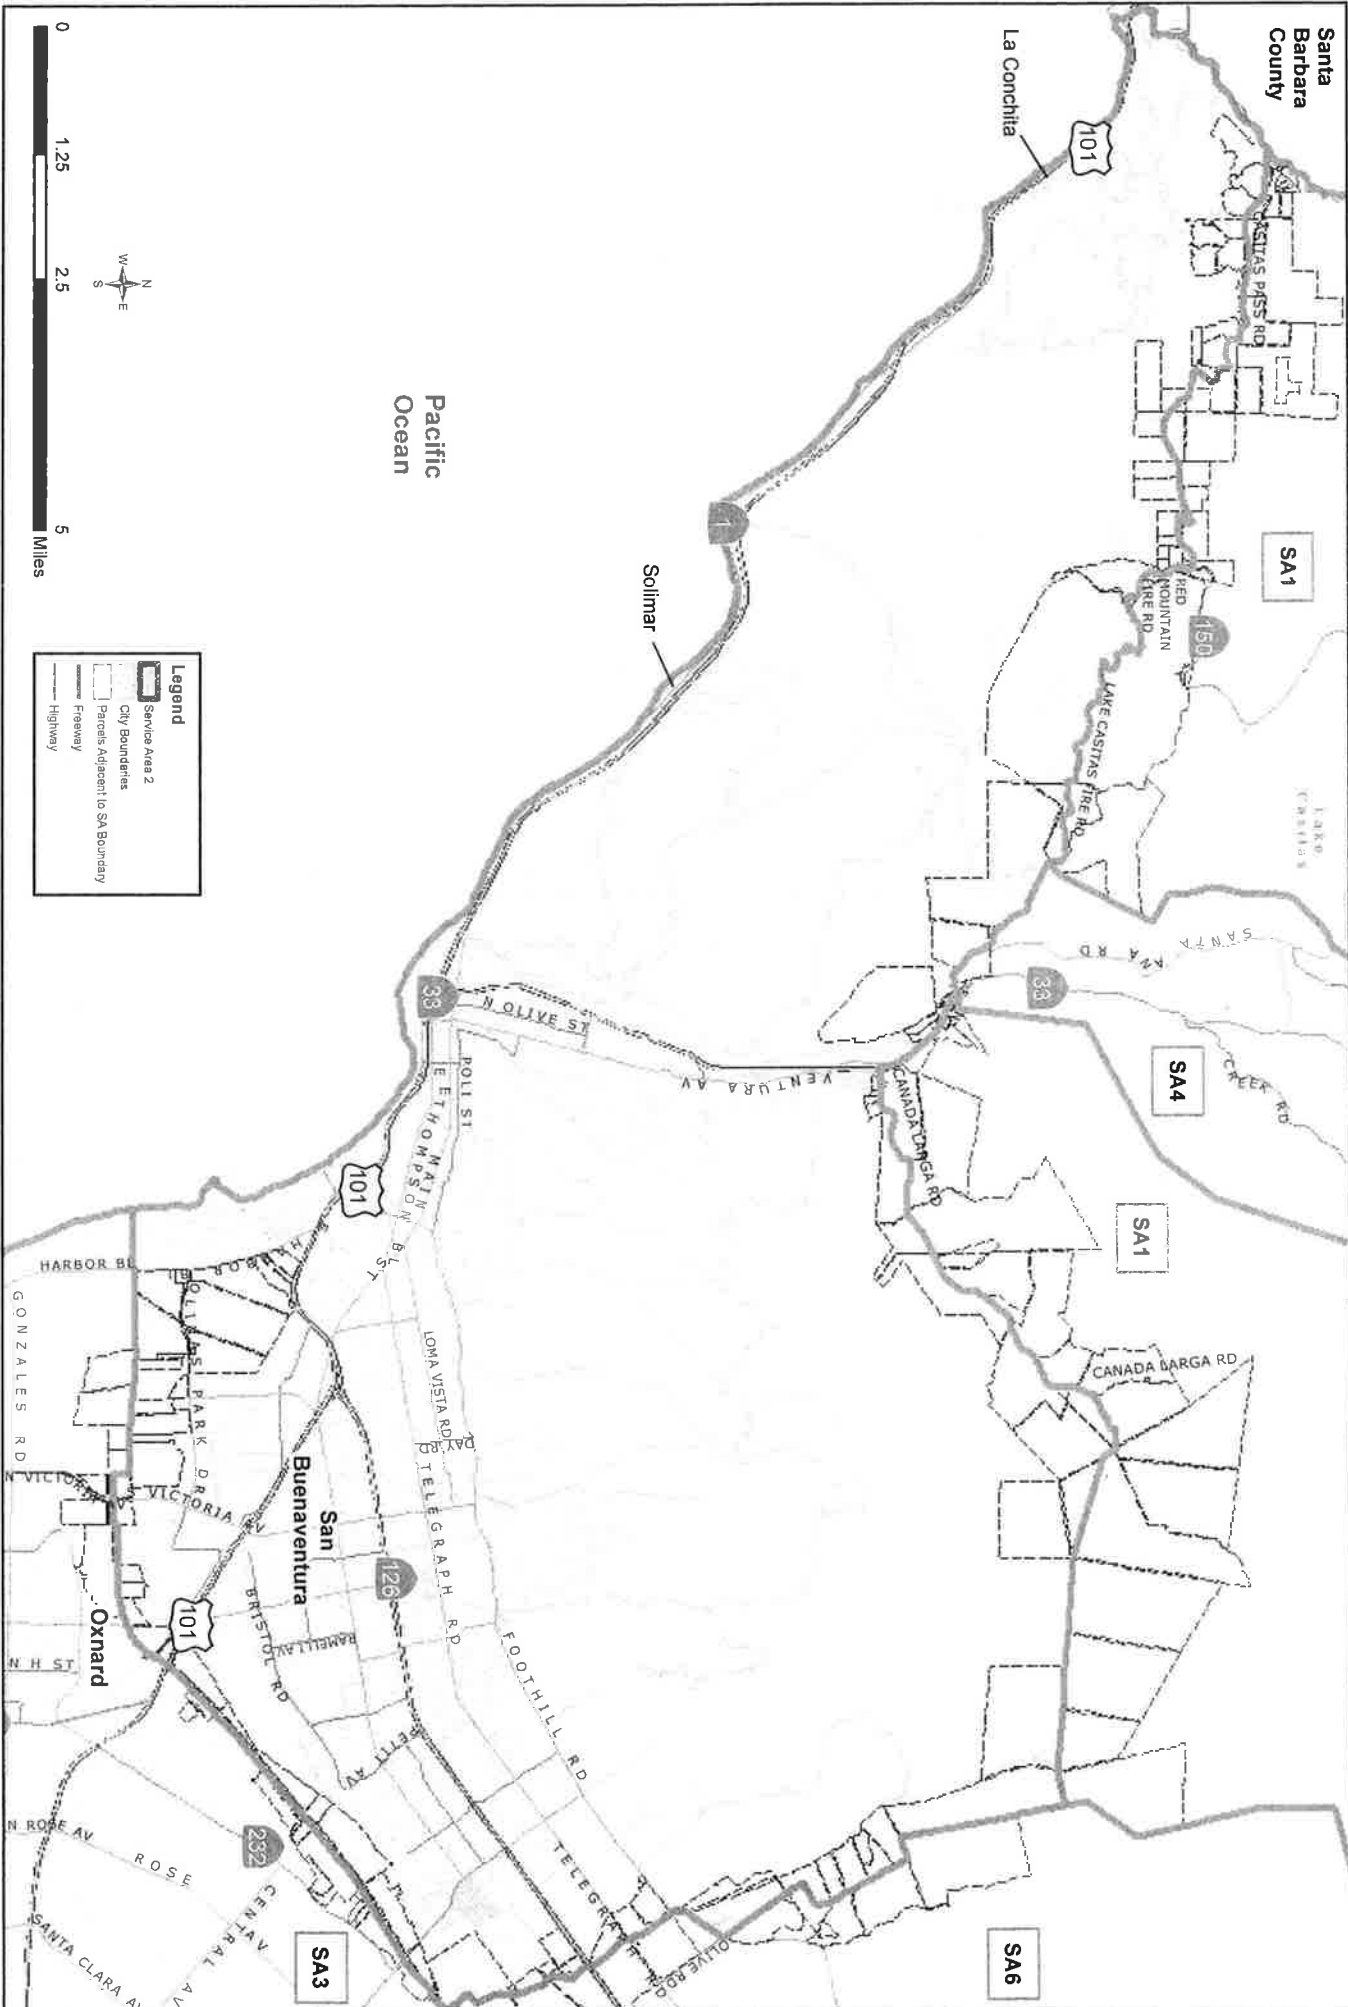 Santa
Barbara
County
La Conchita
101
CASITAS PASS RD
SA1
150
RED
MOUNTAIN
FIRE RD
LAKE CASITAS FIRE RD
Lake
Casitas
SANTA
ANA RD
33
SA4
CREEK RD
SA1
CANADA LARGA RD
CANADA LARGA RD
SA6
1
Solimar
Pacific
Ocean
33
N OLIVE ST
VENTURA AV
POLI ST
E MAIN
ST
E THOMPSON BL
101
HARBOR BL
HARBOR
OLIVAS PARK DR
GONZALES RD
N VICTORIA AV
VICTORIA AV
LOMA VISTA RD
DAY RD
TELEGRAPH RD
San
Buenaventura
126
BRISTOL RD
RAMELLI AV
FOOTHILL RD
PETIT AV
TELEGRAPH RD
OLIVE RD
101
Oxnard
N H ST
232
N ROSE AV
ROSE
CENTRAL AV
SANTA CLARA AV
SA3
N
W
E
S
0
1.25
2.5
5
Miles
Legend
Service Area 2
City Boundaries
Parcels Adjacent to SA Boundary
Freeway
Highway